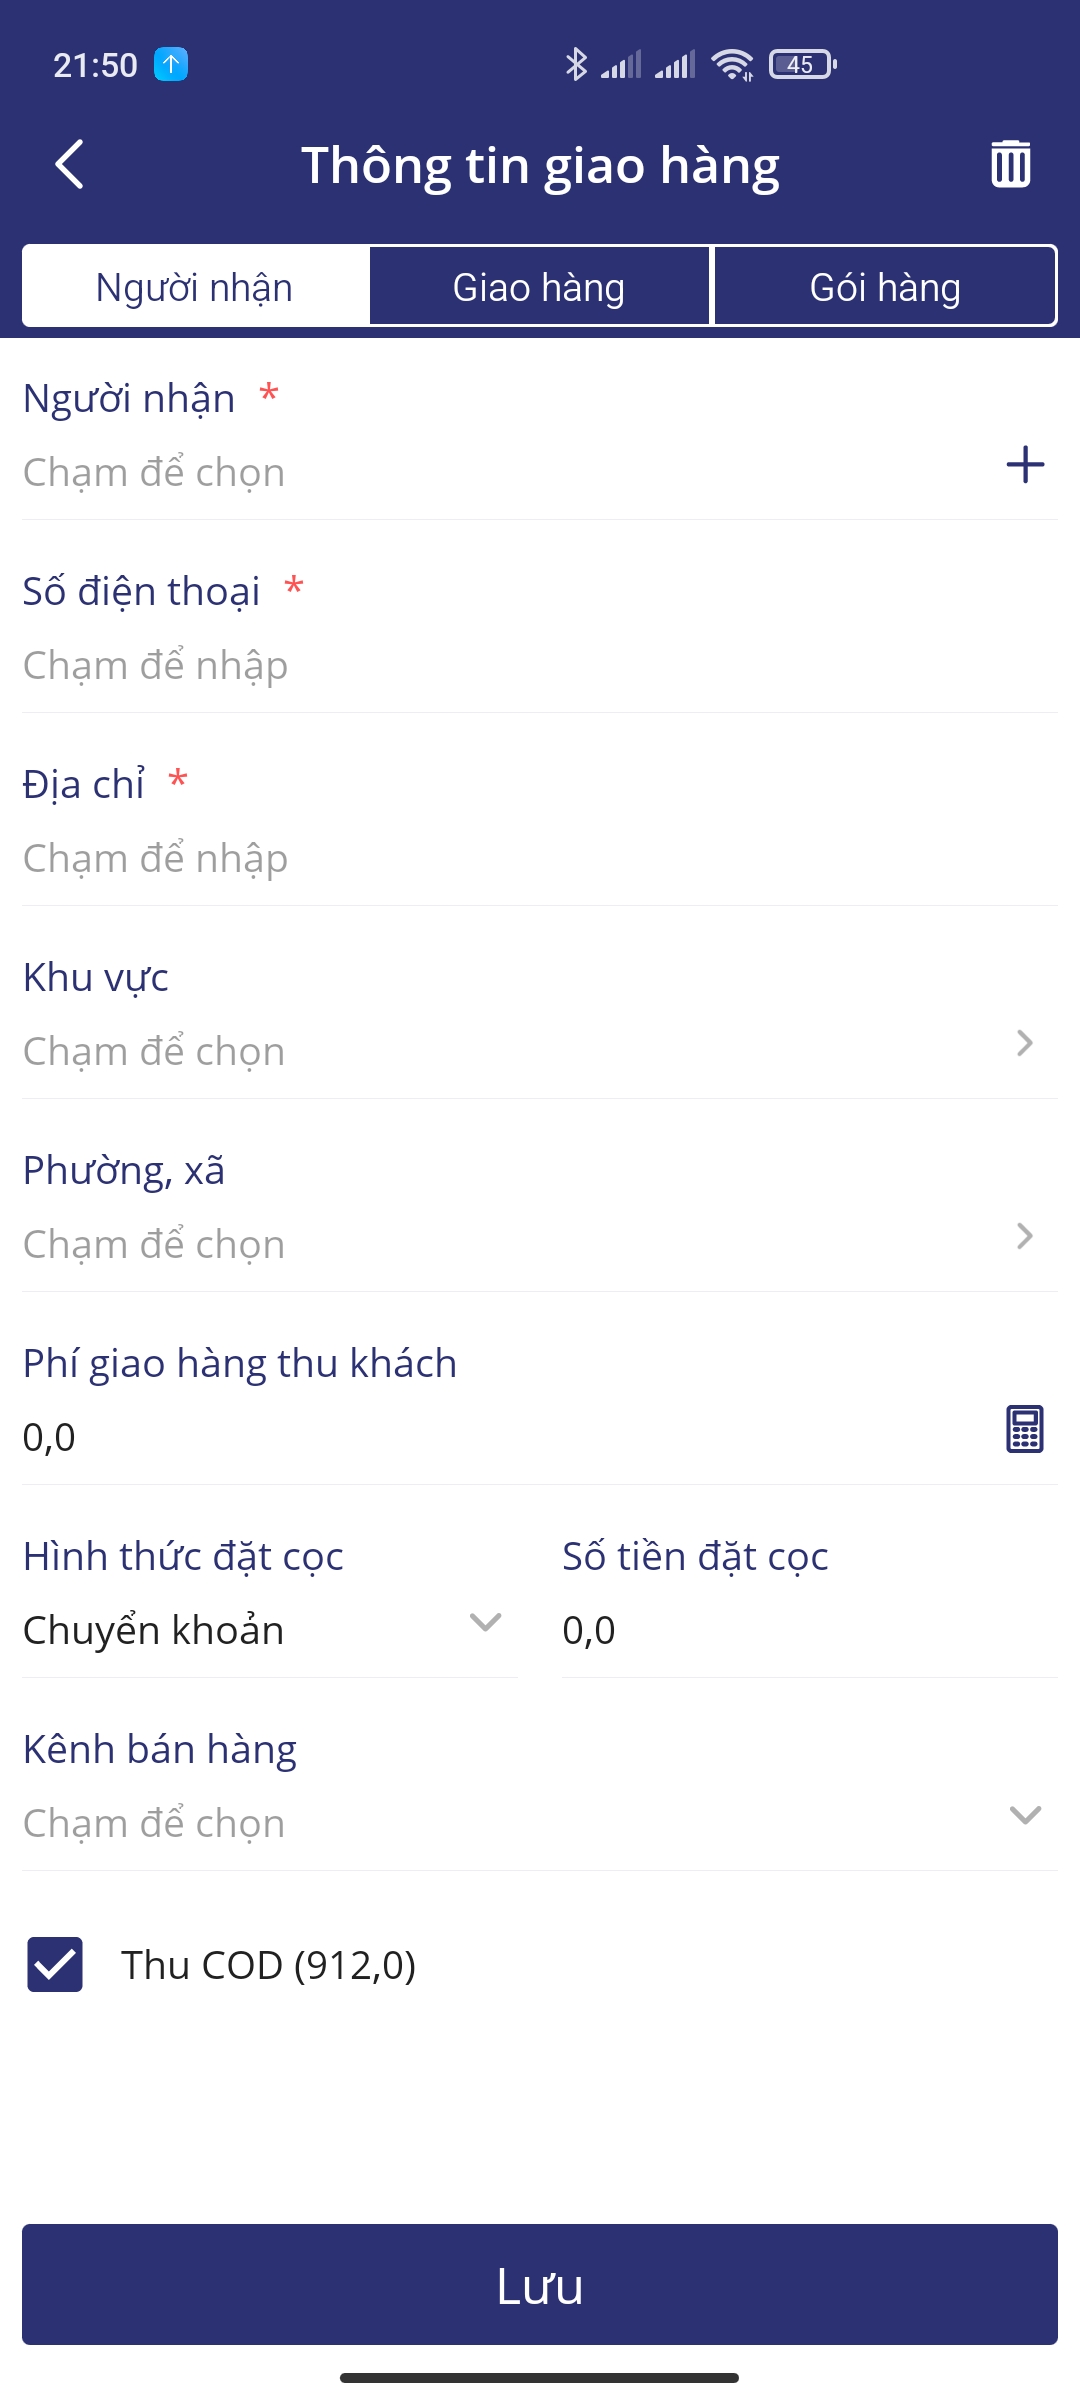 21:50
45
Thông tin giao hàng
Người nhận
Giao hàng
Gói hàng
Người nhận *
Chạm để chọn
Số điện thoại *
Chạm để nhập
Địa chỉ *
Chạm để nhập
Khu vực
Chạm để chọn
Phường, xã
Chạm để chọn
Phí giao hàng thu khách
0,0
Hình thức đặt cọc
Số tiền đặt cọc
Chuyển khoản
0,0
Kênh bán hàng
Chạm để chọn
Thu COD (912,0)
Lưu